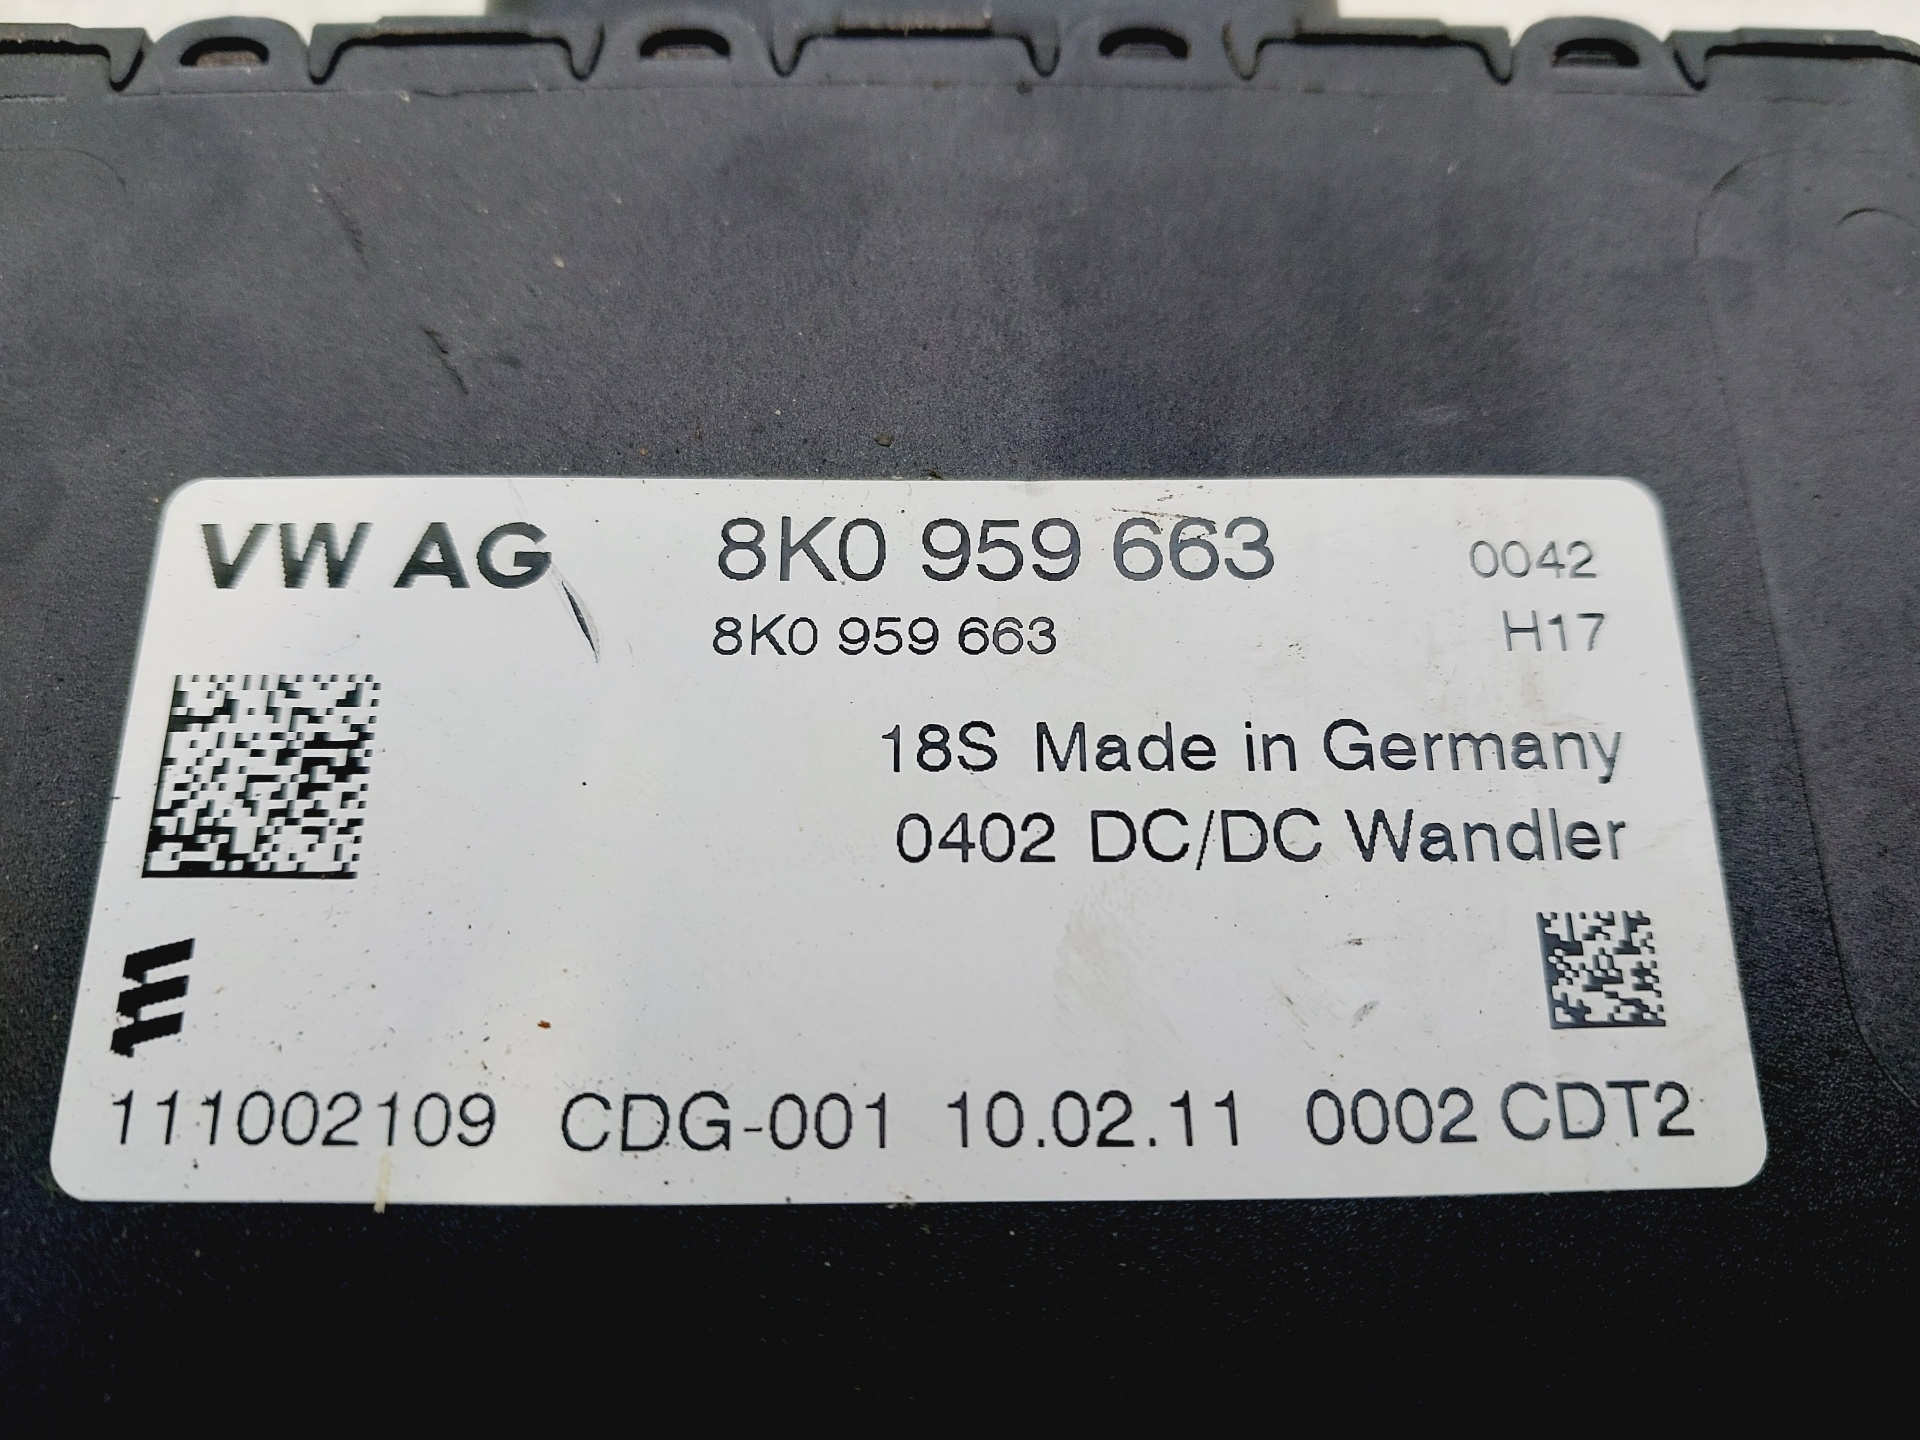 VW AG 8K0 959 663 0042
8K0 959 663 H17
18S Made in Germany
0402 DC/DC Wandler
m
111002109 CDG-001 10.02.11 0002 CDT2